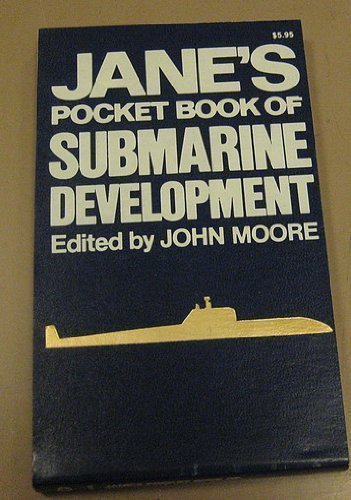 $5.95
JANE'S
POCKET BOOK OF
SUBMARINE
DEVELOPMENT
Edited by JOHN MOORE